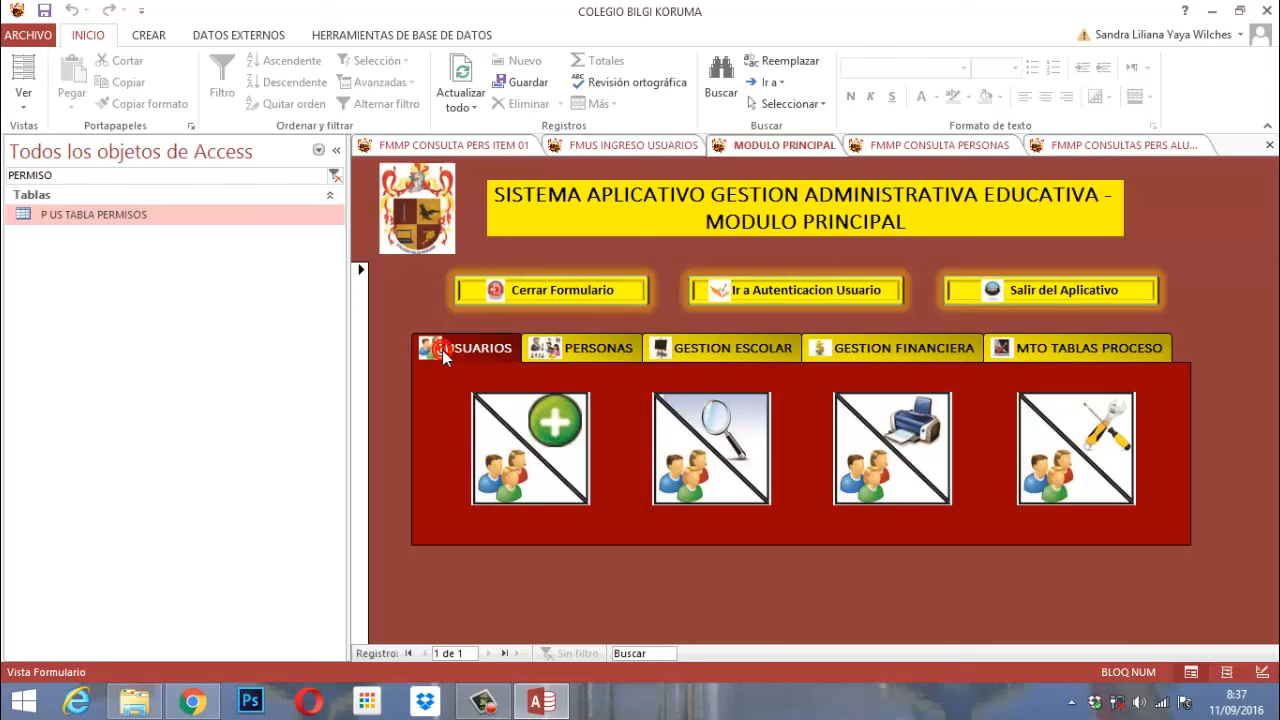 COLEGIO BILGI KORUMA
ARCHIVO INICIO CREAR DATOS EXTERNOS HERRAMIENTAS DE BASE DE DATOS
Sandra Liliana Yaya Wilches
Ver
Vistas
Pegar
Cortar
Copiar
Copiar formato
Portapapeles
Filtro
Ascendente
Descendente
Quitar orden
Selección
Avanzadas
Alternar filtro
Ordenar y filtrar
Actualizar
todo
Nuevo
Guardar
Eliminar
Totales
Revisión ortográfica
Más
Registros
Buscar
Reemplazar
Ir a
Seleccionar
Buscar
N K S A
Formato de texto
Todos los objetos de Access
PERMISO
Tablas
P US TABLA PERMISOS
FMMP CONSULTA PERS ITEM 01
FMUS INGRESO USUARIOS
MODULO PRINCIPAL
FMMP CONSULTA PERSONAS
FMMP CONSULTAS PERS ALU...
SISTEMA APLICATIVO GESTION ADMINISTRATIVA EDUCATIVA -
MODULO PRINCIPAL
Cerrar Formulario
Ir a Autenticacion Usuario
Salir del Aplicativo
USUARIOS
PERSONAS
GESTION ESCOLAR
GESTION FINANCIERA
MTO TABLAS PROCESO
Registro: 1 de 1 Sin filtro Buscar
Vista Formulario
BLOQ NUM
Ps
8:37
11/09/2016